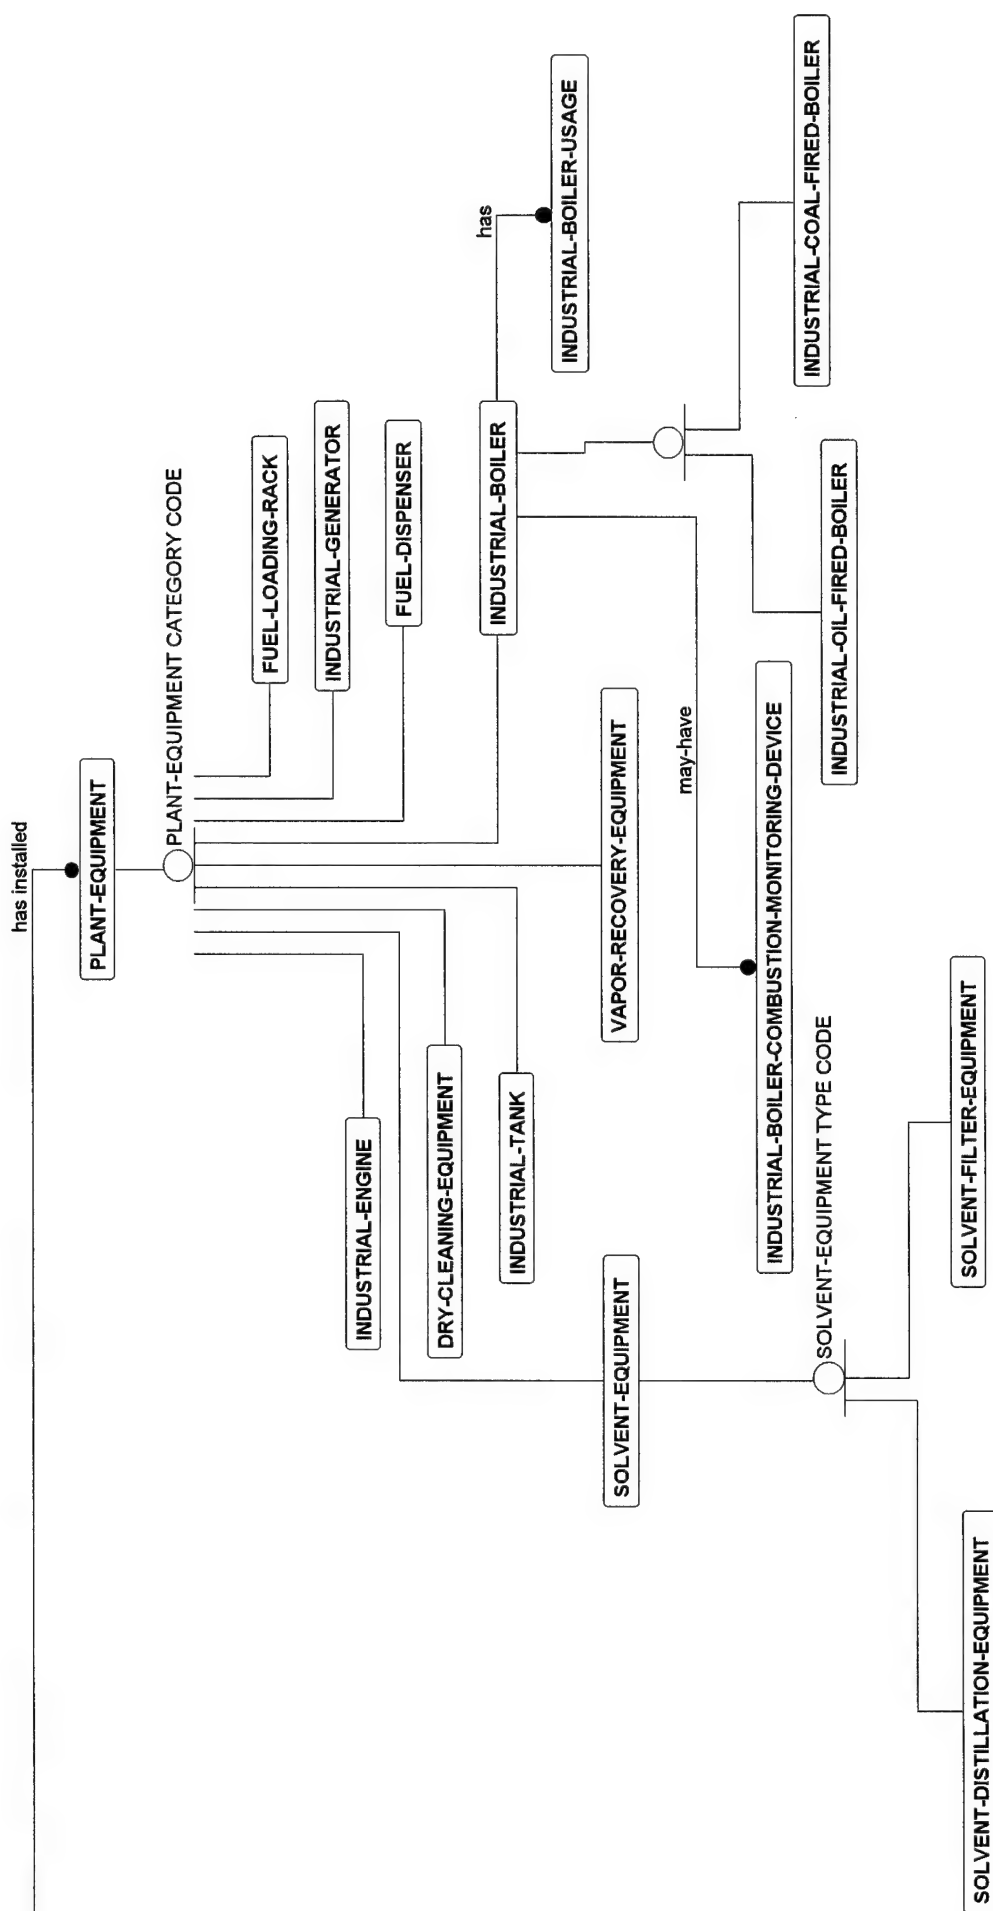 has installed
PLANT-EQUIPMENT
PLANT-EQUIPMENT CATEGORY CODE
FUEL-LOADING-RACK
INDUSTRIAL-GENERATOR
FUEL-DISPENSER
INDUSTRIAL-ENGINE
DRY-CLEANING-EQUIPMENT
INDUSTRIAL-TANK
INDUSTRIAL-BOILER
has
INDUSTRIAL-BOILER-USAGE
SOLVENT-EQUIPMENT
VAPOR-RECOVERY-EQUIPMENT
may-have
INDUSTRIAL-BOILER-COMBUSTION-MONITORING-DEVICE
INDUSTRIAL-OIL-FIRED-BOILER
INDUSTRIAL-COAL-FIRED-BOILER
SOLVENT-EQUIPMENT TYPE CODE
SOLVENT-FILTER-EQUIPMENT
SOLVENT-DISTILLATION-EQUIPMENT